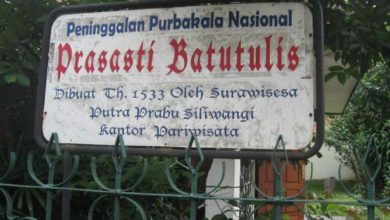 Peninggalan Purbakala Nasional
Prasasti Batutulis
Dibuat Th. 1533 Oleh Surawisesa
Putra Prabu Siliwangi
Kantor Pariwisata